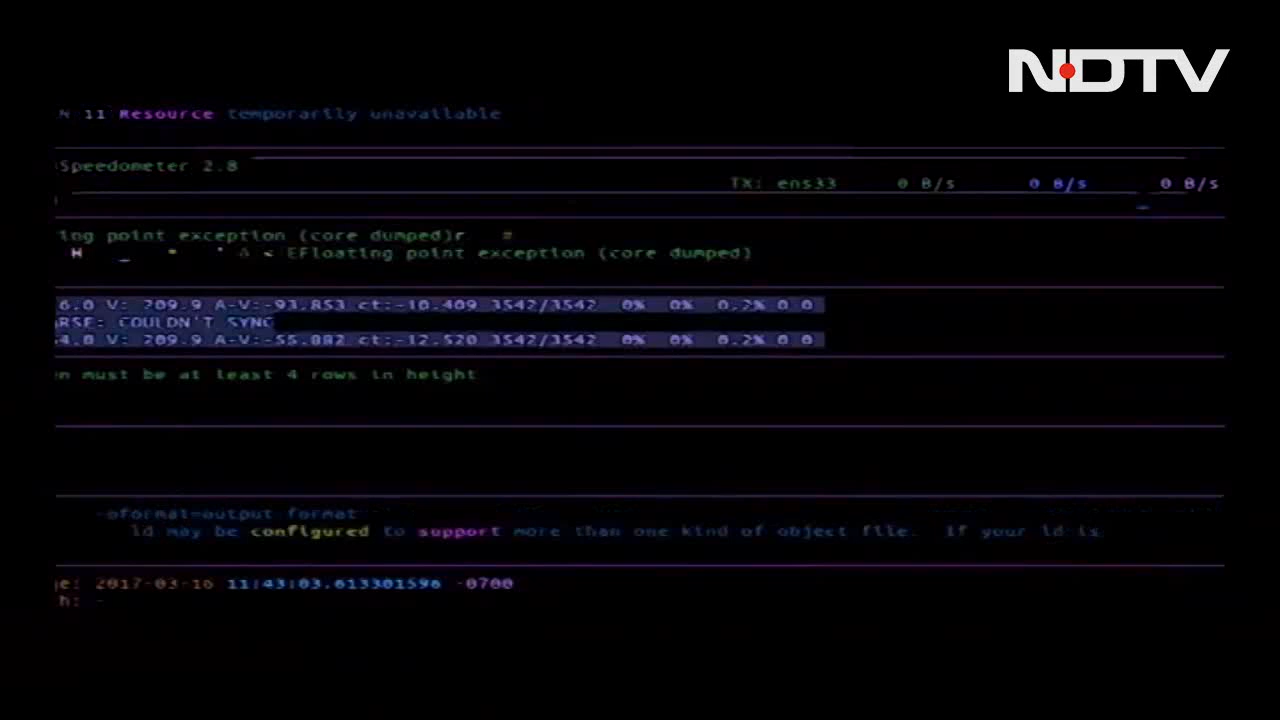 NDTV
N 11 Resource temporarily unavailable
Speedometer 2.8
TX: ens33 0 B/s 0 B/s 0 B/s
ing point exception (core dumped)r #
H _ * ' ^ < EFloating point exception (core dumped)
6.0 V: 209.9 A-V:-93.853 ct:-10.409 3542/3542 0% 0% 0.2% 0 0
ARSE: COULDN'T SYNC
4.0 V: 209.9 A-V:-55.082 ct:-12.520 3542/3542 0% 0% 0.2% 0 0
n must be at least 4 rows in height
-oformat=output format
ld may be configured to support more than one kind of object file. If your ld is
ge: 2017-03-16 11:43:03.613301596 -0700
h: -